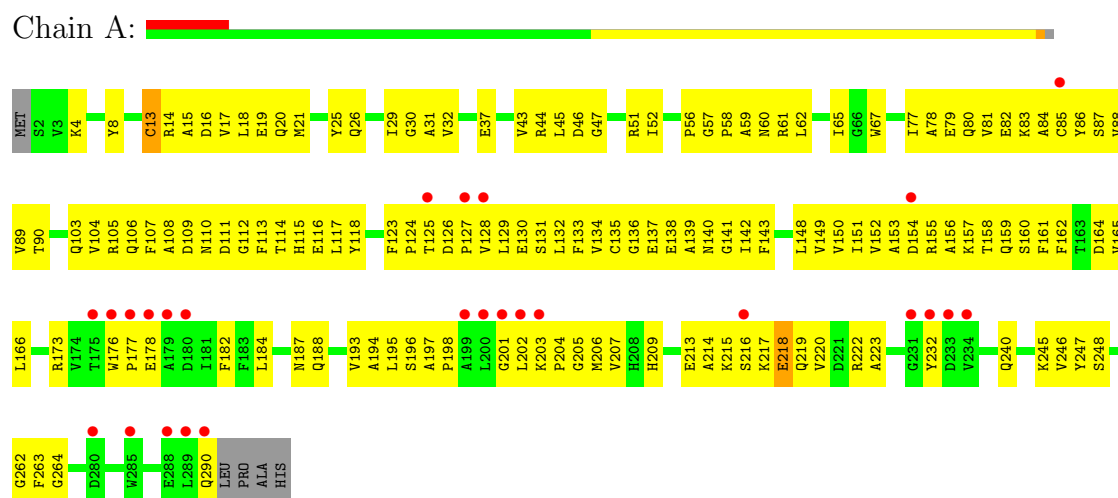 Chain A:
MET S2 V3 K4 Y8 C13 R14 A15 D16 V17 L18 E19 Q20 M21 Y25 Q26 I29 G30 A31 V32 E37 V43 R44 L45 D46 G47 R51 I52 P56 G57 P58 A59 N60 R61 L62 I65 G66 W67 I77 A78 E79 Q80 V81 E82 K83 A84 C85 Y86 S87 V88
V89 T90 Q103 V104 R105 Q106 F107 A108 D109 N110 D111 G112 F113 T114 H115 E116 L117 Y118 F123 P124 T125 D126 P127 V128 L129 E130 S131 L132 F133 V134 C135 G136 E137 E138 A139 N140 G141 I142 F143 L148 V149 V150 I151 V152 A153 D154 R155 A156 K157 T158 Q159 S160 F161 F162 T163 D164 V165
L166 R173 V174 T175 W176 P177 E178 A179 D180 I181 F182 F183 L184 N187 Q188 V193 A194 L195 S196 A197 P198 A199 L200 G201 L202 K203 P204 G205 M206 V207 H208 H209 E213 A214 K215 S216 K217 E218 Q219 V220 D221 R222 A223 G231 Y232 D233 V234 Q240 K245 V246 Y247 S248
G262 F263 G264 D280 W285 E288 L289 Q290 LEU PRO ALA HIS